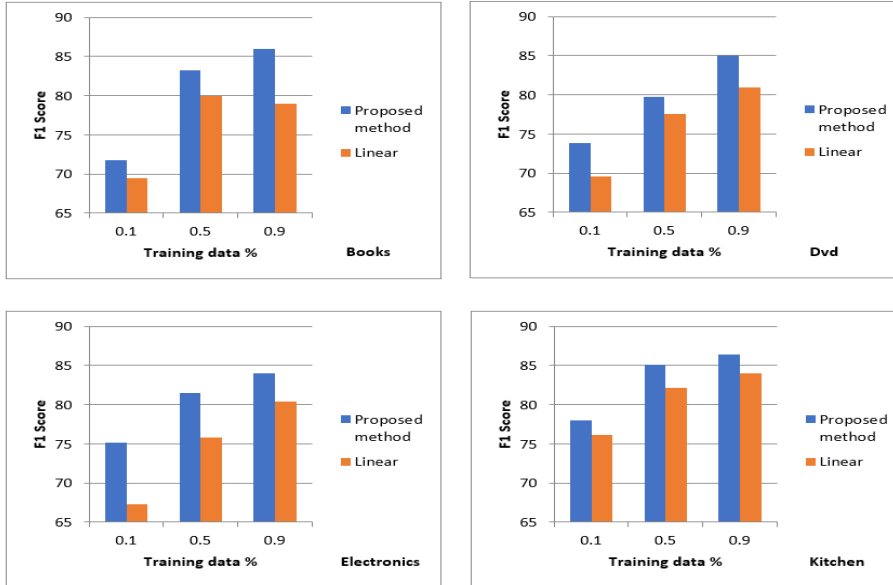 90
85
80
75
70
65
F1 Score
0.1 0.5 0.9
Training data %
Books
Proposed
method
Linear
90
85
80
75
70
65
F1 Score
0.1 0.5 0.9
Training data %
Dvd
Proposed
method
Linear
90
85
80
75
70
65
F1 Score
0.1 0.5 0.9
Training data %
Electronics
Proposed
method
Linear
90
85
80
75
70
65
F1 Score
0.1 0.5 0.9
Training data %
Kitchen
Proposed
method
Linear